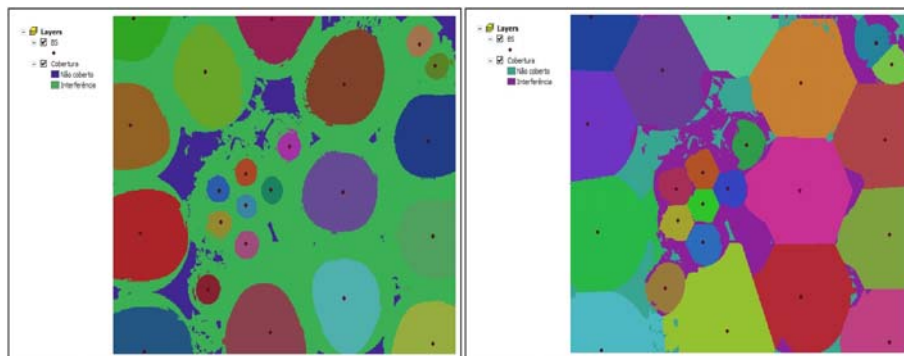 Layers
BS
Cobertura
Não coberto
Interferência
Layers
BS
Cobertura
Não coberto
Interferência